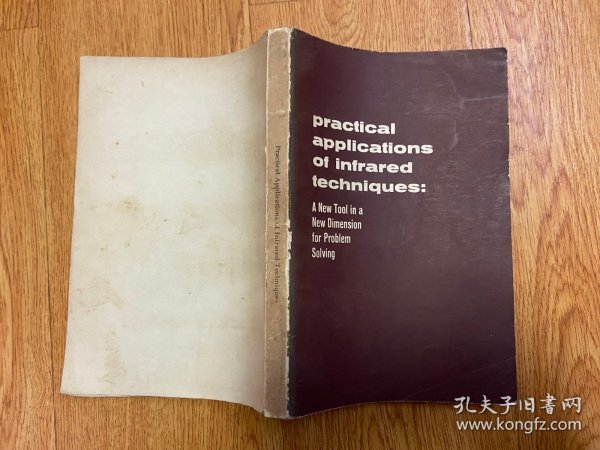 practical
applications
of infrared
techniques:
A New Tool in a
New Dimension
for Problem
Solving
Practical Applications of Infrared Techniques
孔夫子旧书网
www.kongfz.com